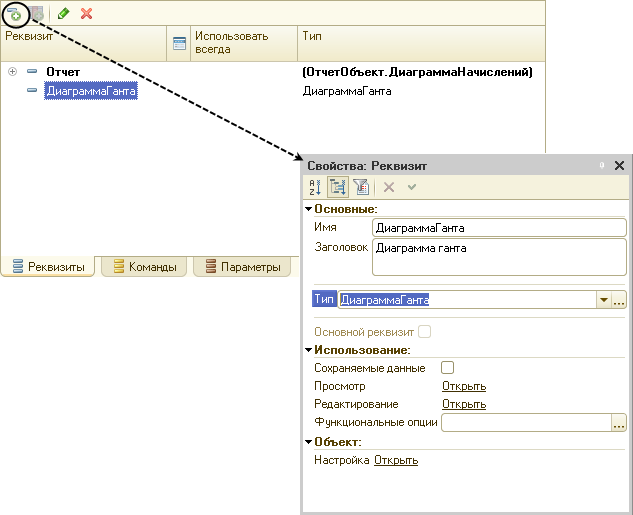 Реквизит
Использовать
всегда
Тип
Отчет
(ОтчетОбъект.ДиаграммаНачислений)
ДиаграммаГанта
ДиаграммаГанта
Реквизиты
Команды
Параметры
Свойства: Реквизит
Основные:
Имя
ДиаграммаГанта
Заголовок
Диаграмма ганта
Тип
ДиаграммаГанта
...
Основной реквизит
Использование:
Сохраняемые данные
Просмотр
Открыть
Редактирование
Открыть
Функциональные опции
...
Объект:
Настройка
Открыть